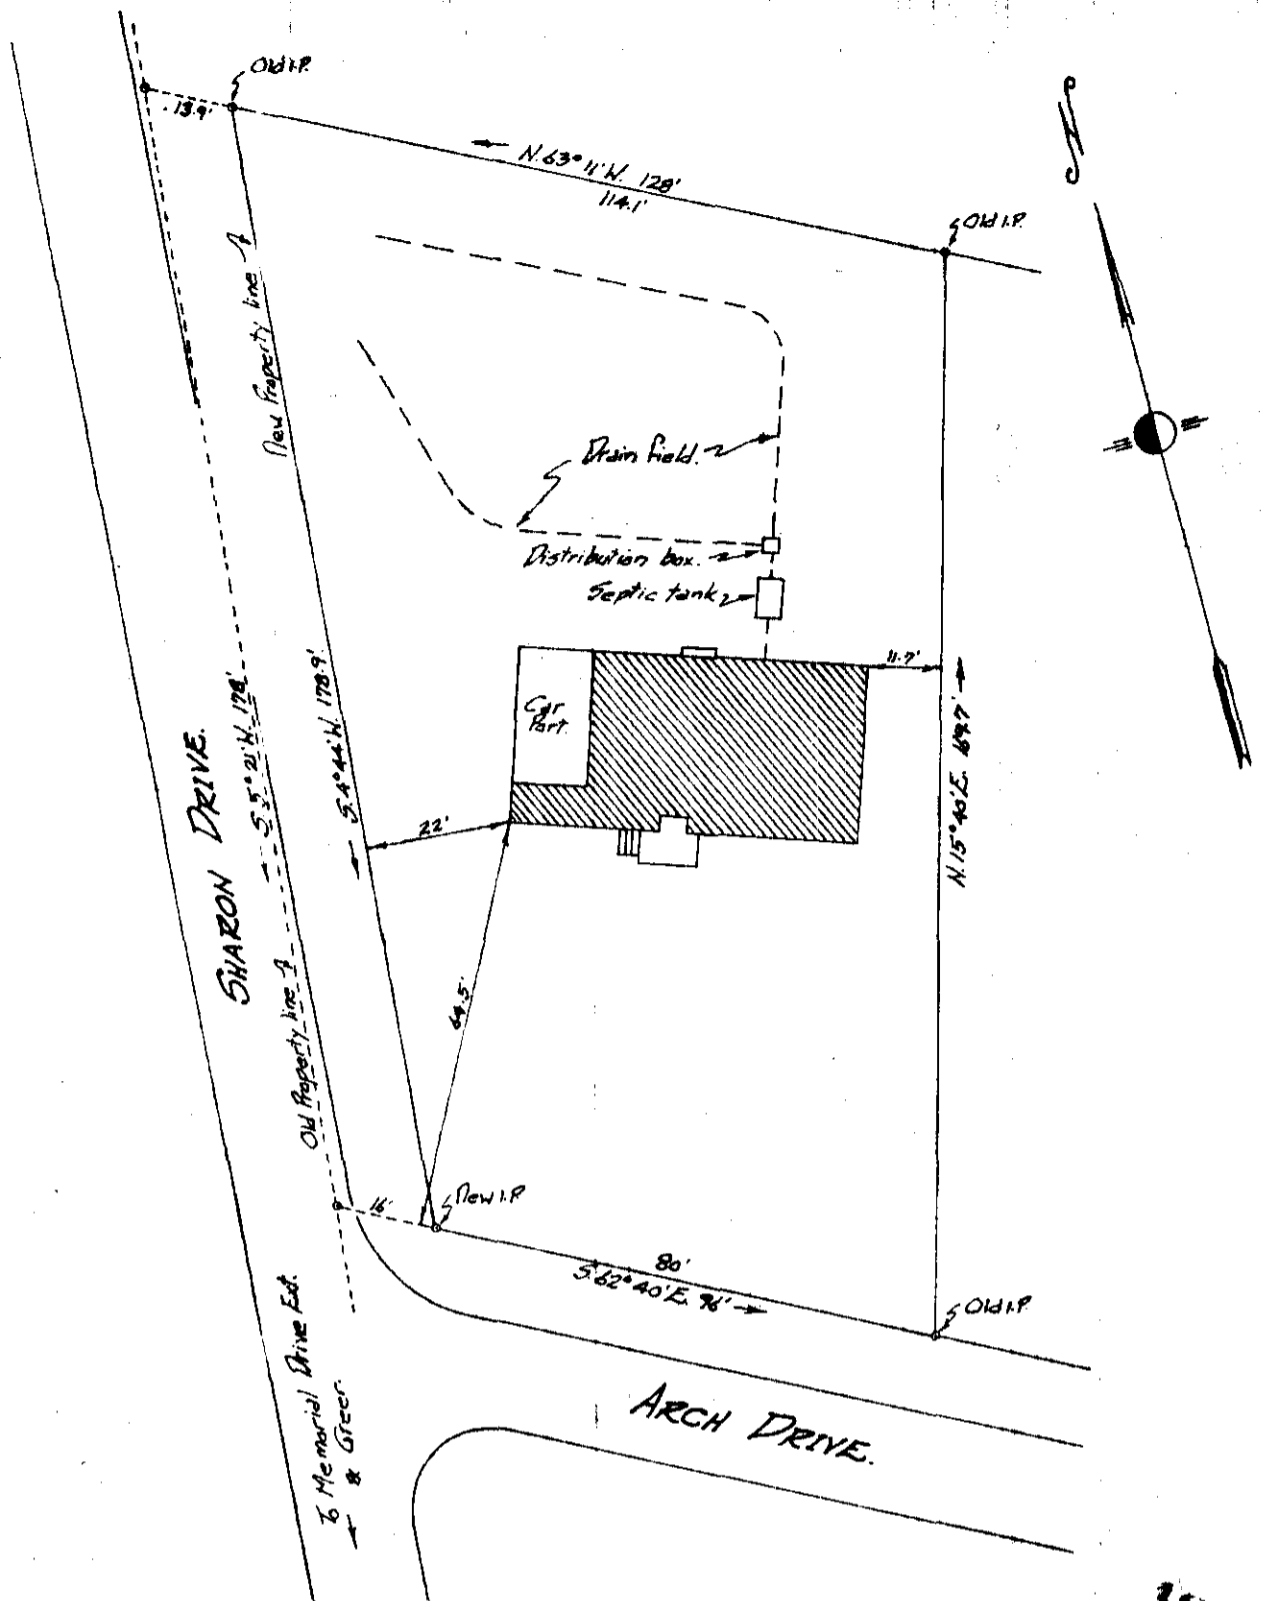 Old I.P.
13.9'
N. 63° 11' W. 128'
114.1'
Old I.P.
N
New Property line
Drain field.
Distribution box.
Septic tank
11.7'
Car
Port.
S. 5° 21' W. 178'
S. 4° 44' W. 178.9'
N. 15° 40' E. 169.7'
22'
SHARON DRIVE.
64.5'
Old Property line
16'
New I.P.
80'
S. 62° 40' E. 96'
Old I.P.
To Memorial Drive Ext.
& Greer.
ARCH DRIVE.